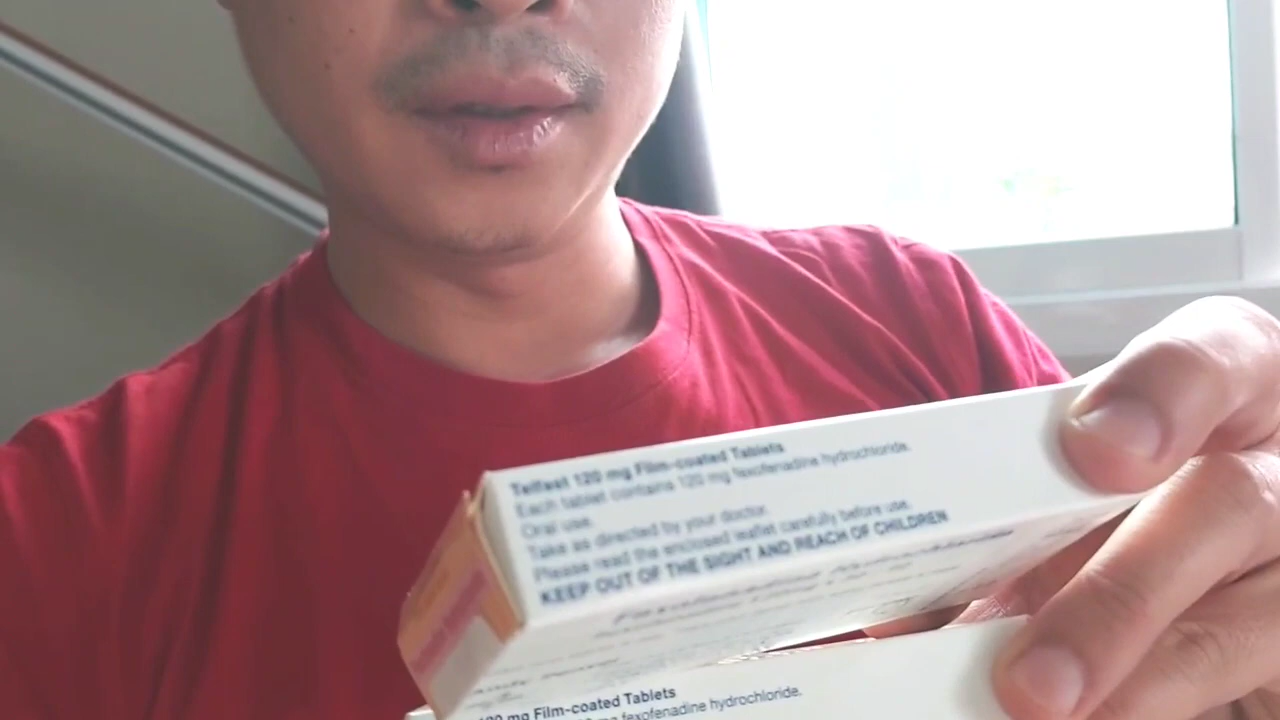 Telfast 120 mg Film-coated Tablets
Each tablet contains 120 mg fexofenadine hydrochloride.
Oral use.
Take as directed by your doctor.
Please read the enclosed leaflet carefully before use.
KEEP OUT OF THE SIGHT AND REACH OF CHILDREN
120 mg Film-coated Tablets
mg fexofenadine hydrochloride.